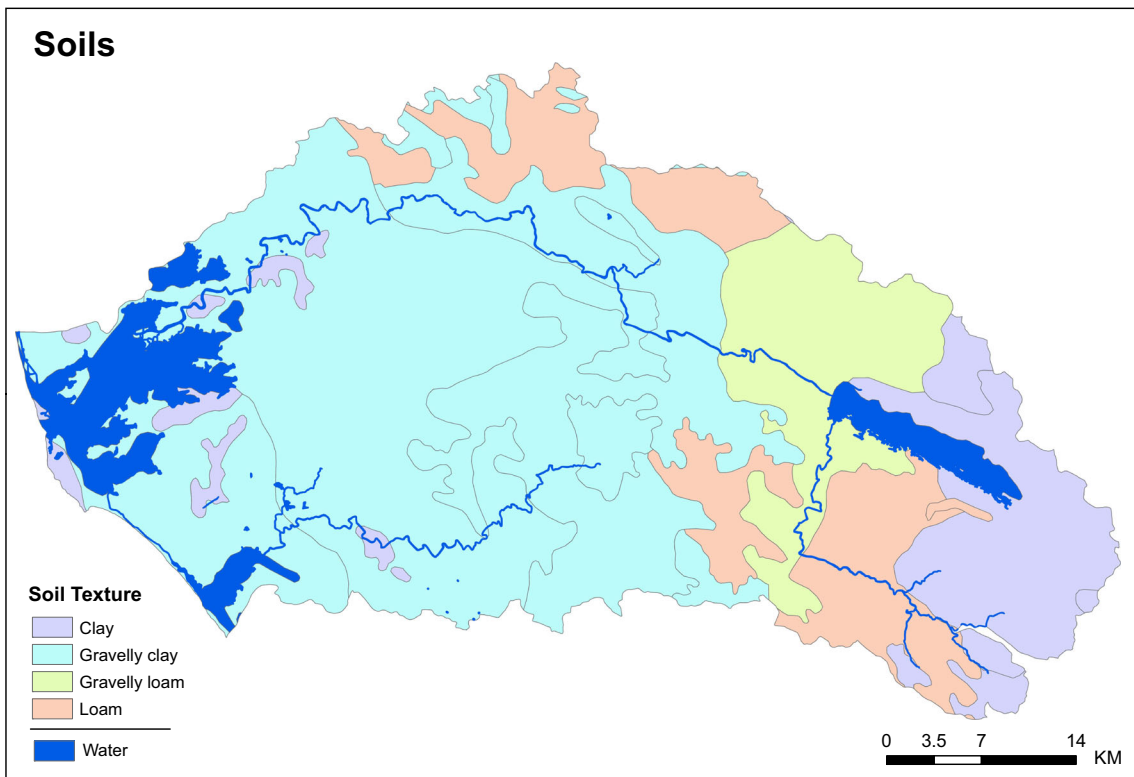 Soils
Soil Texture
Clay
Gravelly clay
Gravelly loam
Loam
Water
0 3.5 7 14
KM